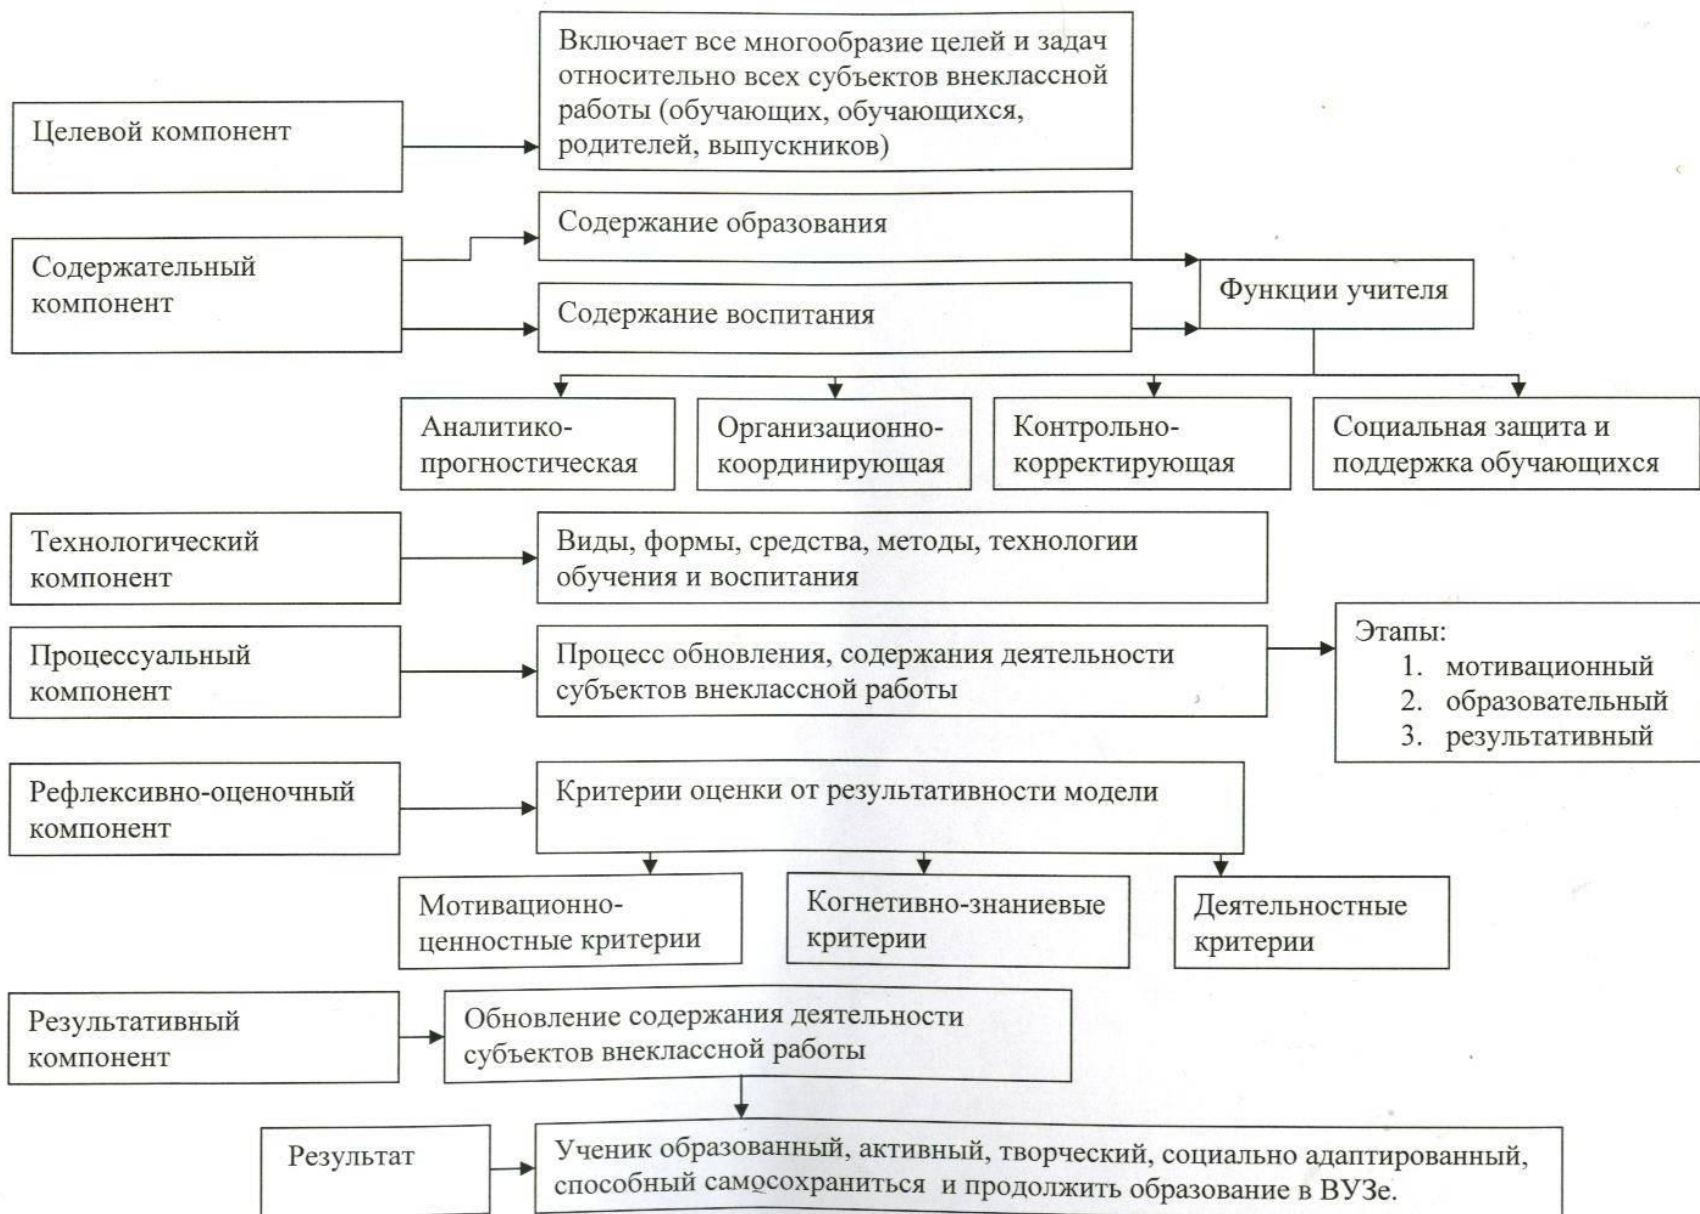 Целевой компонент
Включает все многообразие целей и задач
относительно всех субъектов внеклассной
работы (обучающих, обучающихся,
родителей, выпускников)
Содержательный
компонент
Содержание образования
Содержание воспитания
Функции учителя
Аналитико-
прогностическая
Организационно-
координирующая
Контрольно-
корректирующая
Социальная защита и
поддержка обучающихся
Технологический
компонент
Виды, формы, средства, методы, технологии
обучения и воспитания
Процессуальный
компонент
Процесс обновления, содержания деятельности
субъектов внеклассной работы
Этапы:
1. мотивационный
2. образовательный
3. результативный
Рефлексивно-оценочный
компонент
Критерии оценки от результативности модели
Мотивационно-
ценностные критерии
Когнетивно-знаниевые
критерии
Деятельностные
критерии
Результативный
компонент
Обновление содержания деятельности
субъектов внеклассной работы
Результат
Ученик образованный, активный, творческий, социально адаптированный,
способный самосохраниться и продолжить образование в ВУЗе.